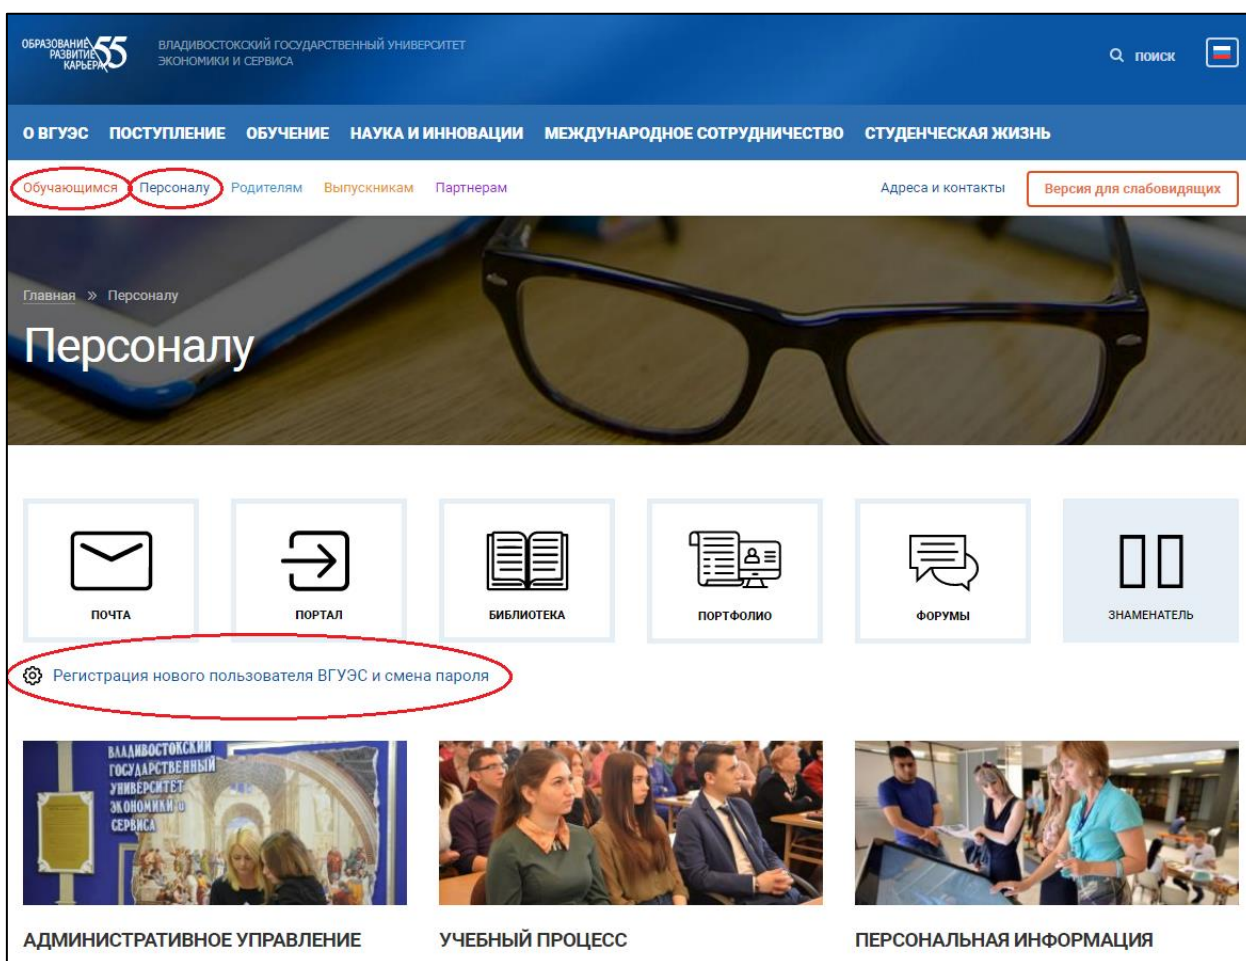 ОБРАЗОВАНИЕ
РАЗВИТИЕ
КАРЬЕРА
55
ВЛАДИВОСТОКСКИЙ ГОСУДАРСТВЕННЫЙ УНИВЕРСИТЕТ
ЭКОНОМИКИ И СЕРВИСА
ПОИСК
О ВГУЭС ПОСТУПЛЕНИЕ ОБУЧЕНИЕ НАУКА И ИННОВАЦИИ МЕЖДУНАРОДНОЕ СОТРУДНИЧЕСТВО СТУДЕНЧЕСКАЯ ЖИЗНЬ
Обучающимся Персоналу Родителям Выпускникам Партнерам Адреса и контакты Версия для слабовидящих
Главная » Персоналу
Персоналу
ПОЧТА ПОРТАЛ БИБЛИОТЕКА ПОРТФОЛИО ФОРУМЫ ЗНАМЕНАТЕЛЬ
Регистрация нового пользователя ВГУЭС и смена пароля
ВЛАДИВОСТОКСКИЙ
ГОСУДАРСТВЕННЫЙ
УНИВЕРСИТЕТ
ЭКОНОМИКИ и
СЕРВИСА
АДМИНИСТРАТИВНОЕ УПРАВЛЕНИЕ УЧЕБНЫЙ ПРОЦЕСС ПЕРСОНАЛЬНАЯ ИНФОРМАЦИЯ